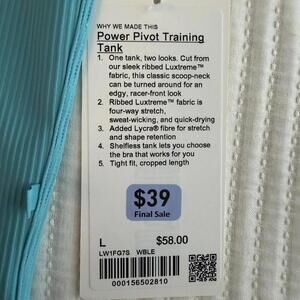 WHY WE MADE THIS
Power Pivot Training
Tank
1. One tank, two looks. Cut from
our sleek ribbed Luxtreme™
fabric, this classic scoop-neck
can be turned around for an
edgy, racer-front look
2. Ribbed Luxtreme™ fabric is
four-way stretch,
sweat-wicking, and quick-drying
3. Added Lycra® fibre for stretch
and shape retention
4. Shelfless tank lets you choose
the bra that works for you
5. Tight fit, cropped length
$39
Final Sale
L $58.00
LW1FQ7S WBLE
000156502810